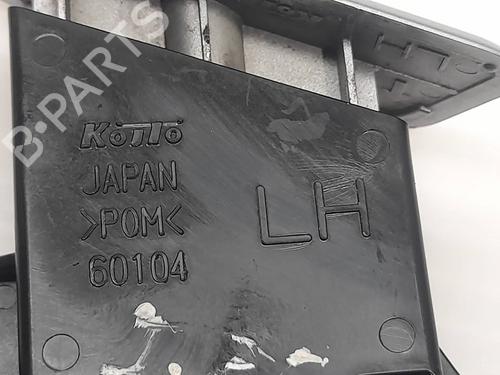 B·PARTS
Koito
JAPAN
>POM<
60104
LH